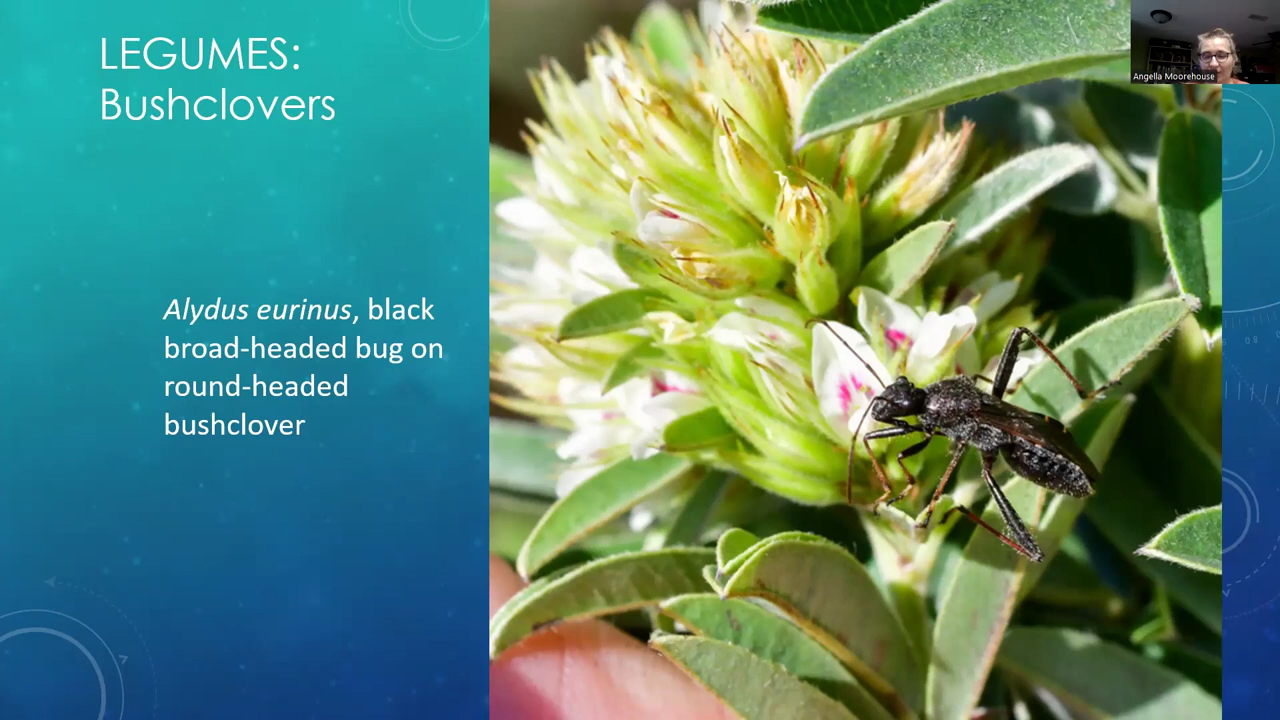 LEGUMES:
Bushclovers
Angella Moorehouse
Alydus eurinus, black
broad-headed bug on
round-headed
bushclover